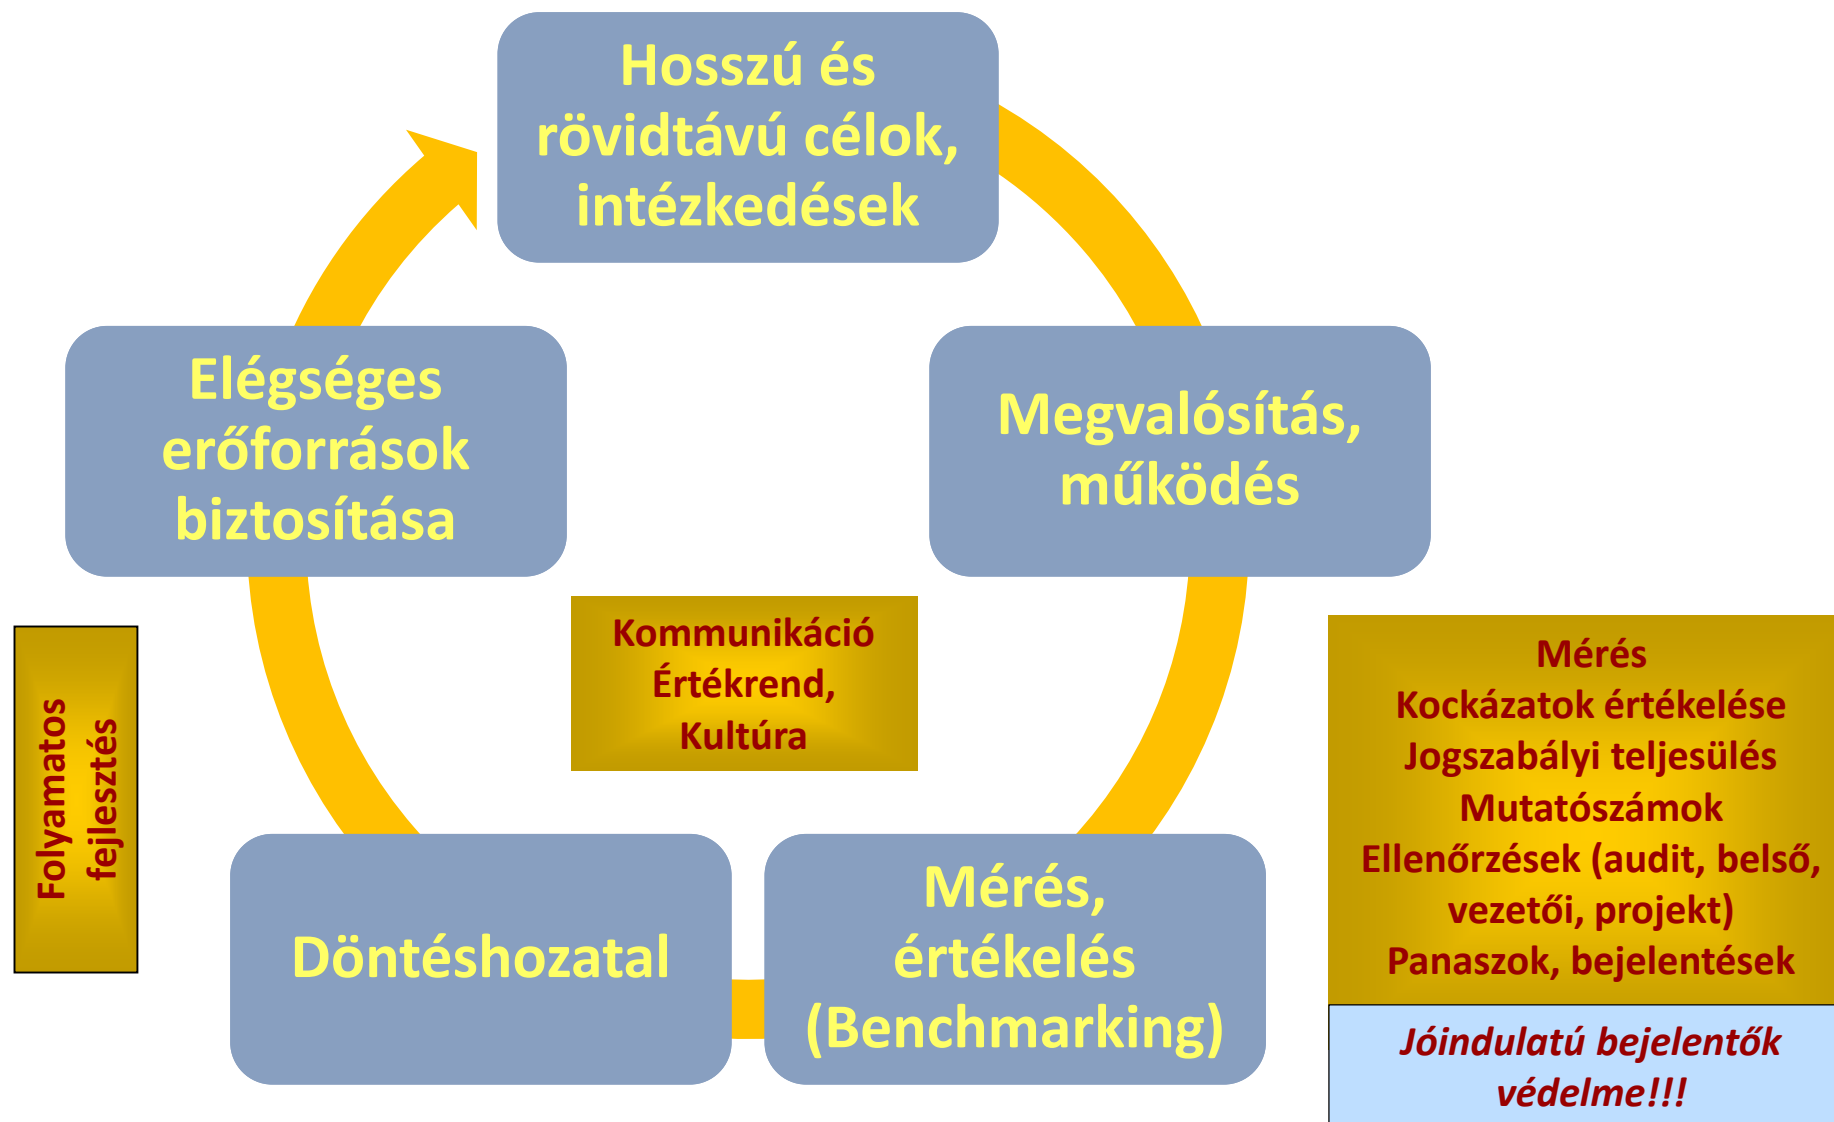 Hosszú és
rövidtávú célok,
intézkedések
Elégséges
erőforrások
biztosítása
Megvalósítás,
működés
Kommunikáció
Értékrend,
Kultúra
Folyamatos
fejlesztés
Mérés
Kockázatok értékelése
Jogszabályi teljesülés
Mutatószámok
Ellenőrzések (audit, belső,
vezetői, projekt)
Panaszok, bejelentések
Jóindulatú bejelentők
védelme!!!
Döntéshozatal
Mérés,
értékelés
(Benchmarking)